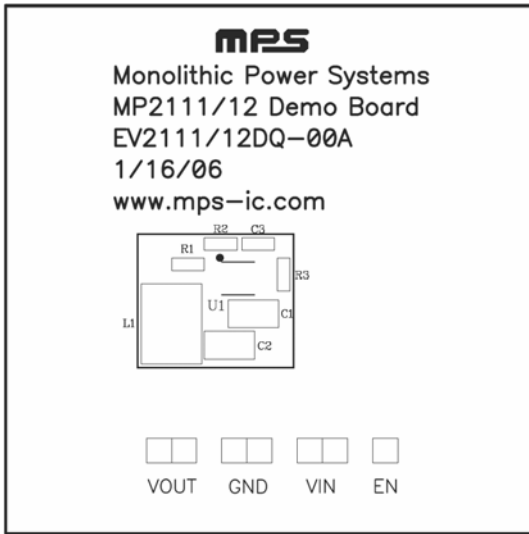 mps
Monolithic Power Systems
MP2111/12 Demo Board
EV2111/12DQ-00A
1/16/06
www.mps-ic.com
R2 C3
R1
R3
U1
C1
L1
C2
VOUT GND VIN EN